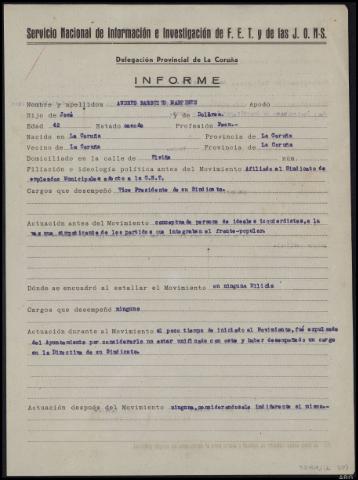 Servicio Nacional de Información e Investigación de F. E. T. y de las J. O. N-S.
Delegación Provincial de La Coruña
INFORME
Nombre y apellidos Apodo
Hijo de José y de Dolores.
Edad 42 Estado casado Profesión
Nacido en La Coruña Provincia de La Coruña
Vecino de La Coruña Provincia de La Coruña
Domiciliado en la calle de núm.
Filiación e ideología política antes del Movimiento Afiliado al Sindicato de
empleados Municipales adscto a la
Cargos que desempeñó Vice Presidente de su Sindicato.
Actuación antes del Movimiento conceptuada persona de ideales izquierdistas, a la
vez que simpatizante de los partidos que integraban el frente-popular.
Dónde se encuadró al estallar el Movimiento en ninguna Milicia
Cargos que desempeñó ninguno
Actuación durante el Movimiento al poco tiempo de iniciado el Movimiento, fué expulsado
del Ayuntamiento por considerarlo no estar unificado con este y haber desempeñado un cargo
en la Directiva de su Sindicato.
Actuación después del Movimiento ninguna, considerándosele indiferente al mismo.